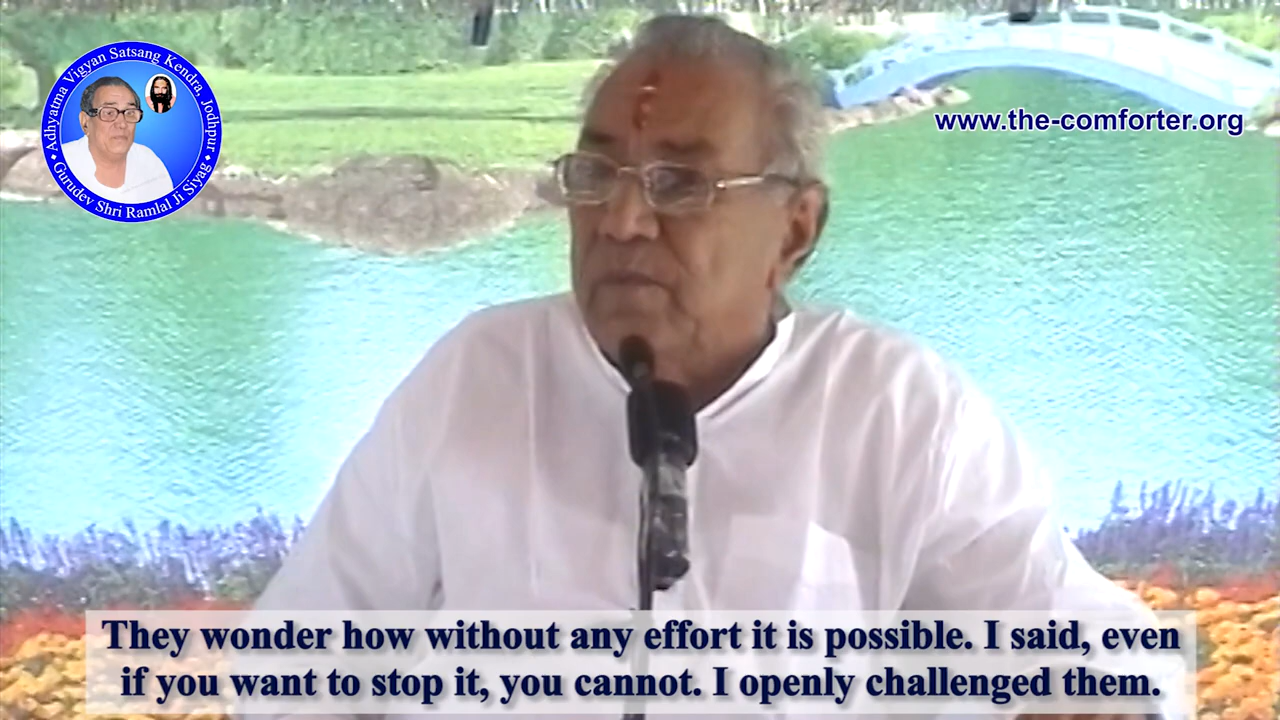 Adhyatma Vigyan Satsang Kendra, Jodhpur
Gurudev Shri Ramlal Ji Siyag
www.the-comforter.org
They wonder how without any effort it is possible. I said, even
if you want to stop it, you cannot. I openly challenged them.